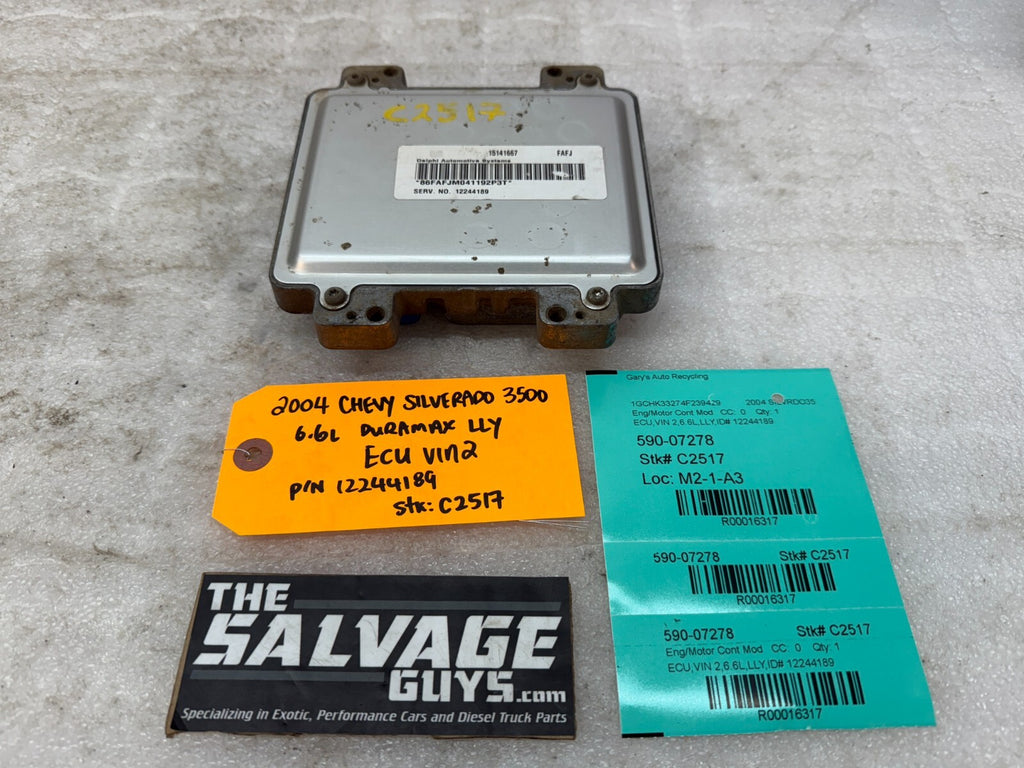 C2517
15141667 FAFJ
Delphi Automotive Systems
*86FAFJM041192P3T*
SERV. NO. 12244189
2004 CHEVY SILVERADO 3500
6.6L DURAMAX LLY
ECU VIN2
P/N 12244189
Stk: C2517
Gary's Auto Recycling
1GCHK33274F239429 2004 SILVRDO35
Eng/Motor Cont Mod CC: 0 Qty: 1
ECU,VIN 2,6.6L,LLY,ID# 12244189
590-07278
Stk# C2517
Loc: M2-1-A3
R00016317
590-07278 Stk# C2517
R00016317
590-07278 Stk# C2517
Eng/Motor Cont Mod CC: 0 Qty: 1
ECU,VIN 2,6.6L,LLY,ID# 12244189
R00016317
THE
SALVAGE
GUYS.com
Specializing in Exotic, Performance Cars and Diesel Truck Parts